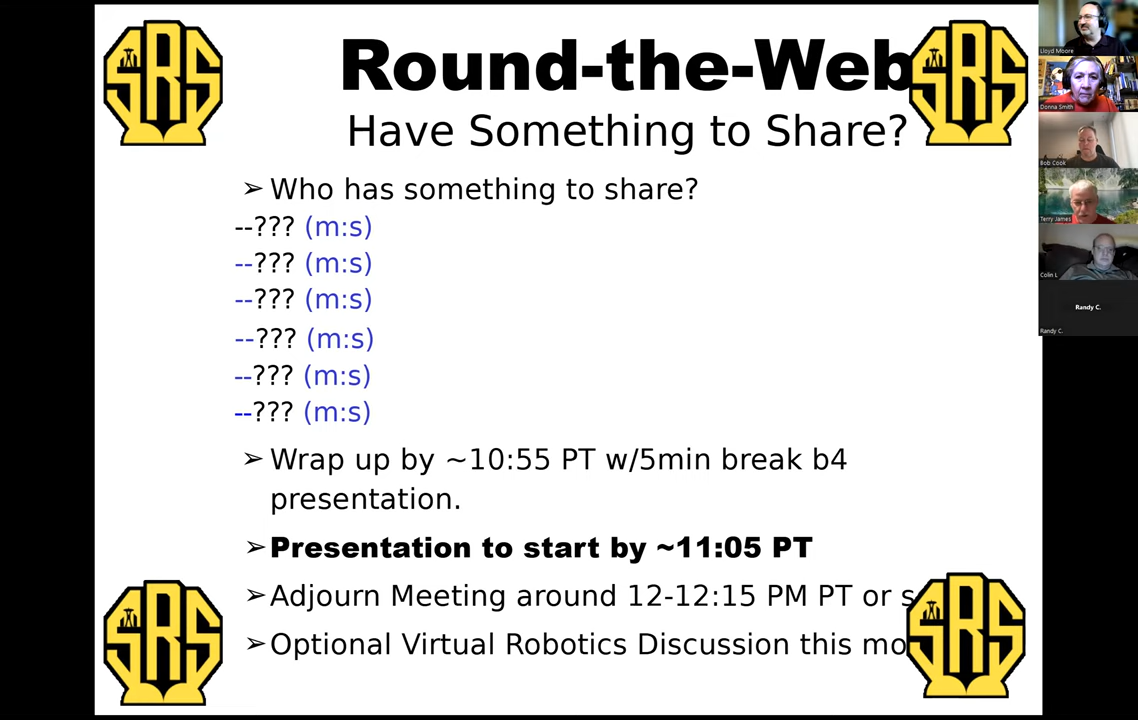 SRS
Round-the-Web
SRS
Have Something to Share?
➢ Who has something to share?
--??? (m:s)
--??? (m:s)
--??? (m:s)
--??? (m:s)
--??? (m:s)
--??? (m:s)
➢ Wrap up by ~10:55 PT w/5min break b4
presentation.
➢ Presentation to start by ~11:05 PT
➢ Adjourn Meeting around 12-12:15 PM PT or s
➢ Optional Virtual Robotics Discussion this mo
SRS
SRS
Lloyd Moore
Donna Smith
Bob Cook
Terry James
Colin L
Randy C.
Randy C.